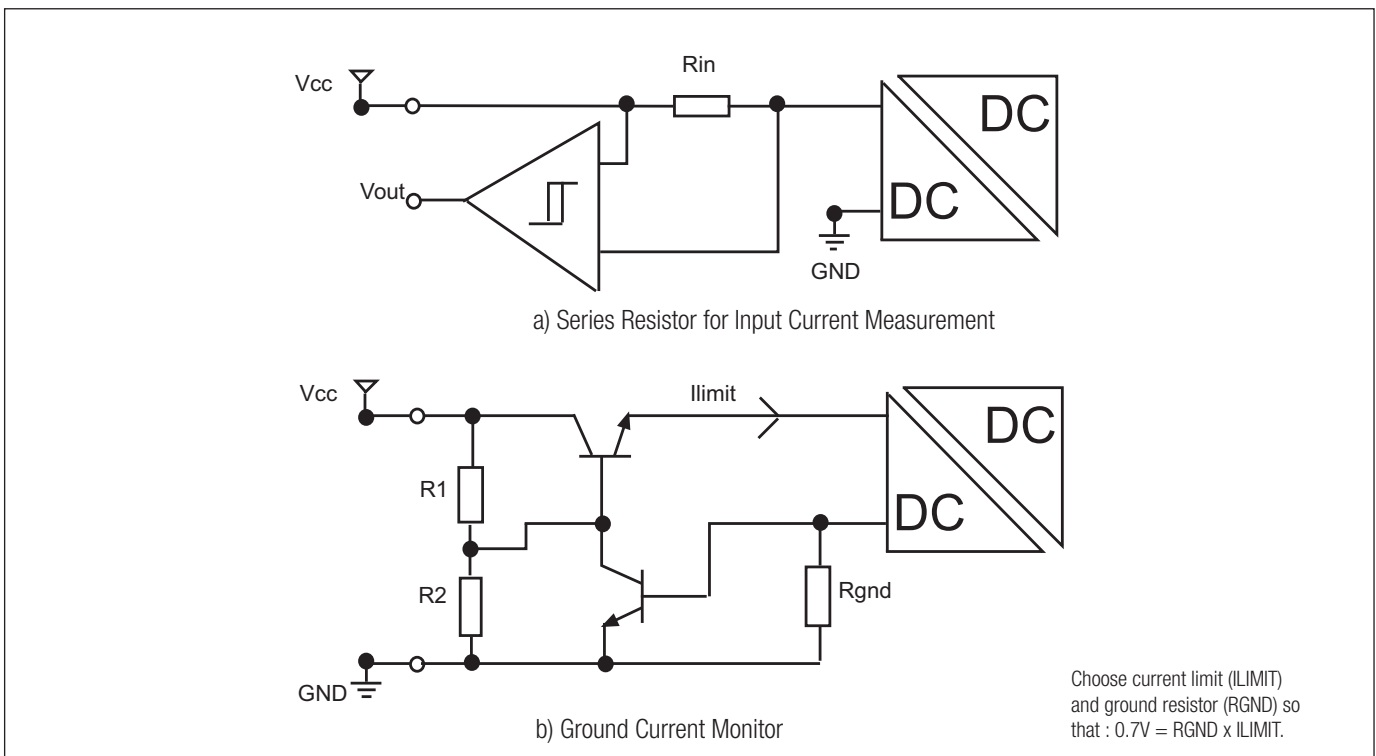 Vcc
Rin
DC
Vout
DC
GND
a) Series Resistor for Input Current Measurement
Vcc
Ilimit
DC
R1
DC
R2
Rgnd
GND
b) Ground Current Monitor
Choose current limit (ILIMIT)
and ground resistor (RGND) so
that : 0.7V = RGND x ILIMIT.